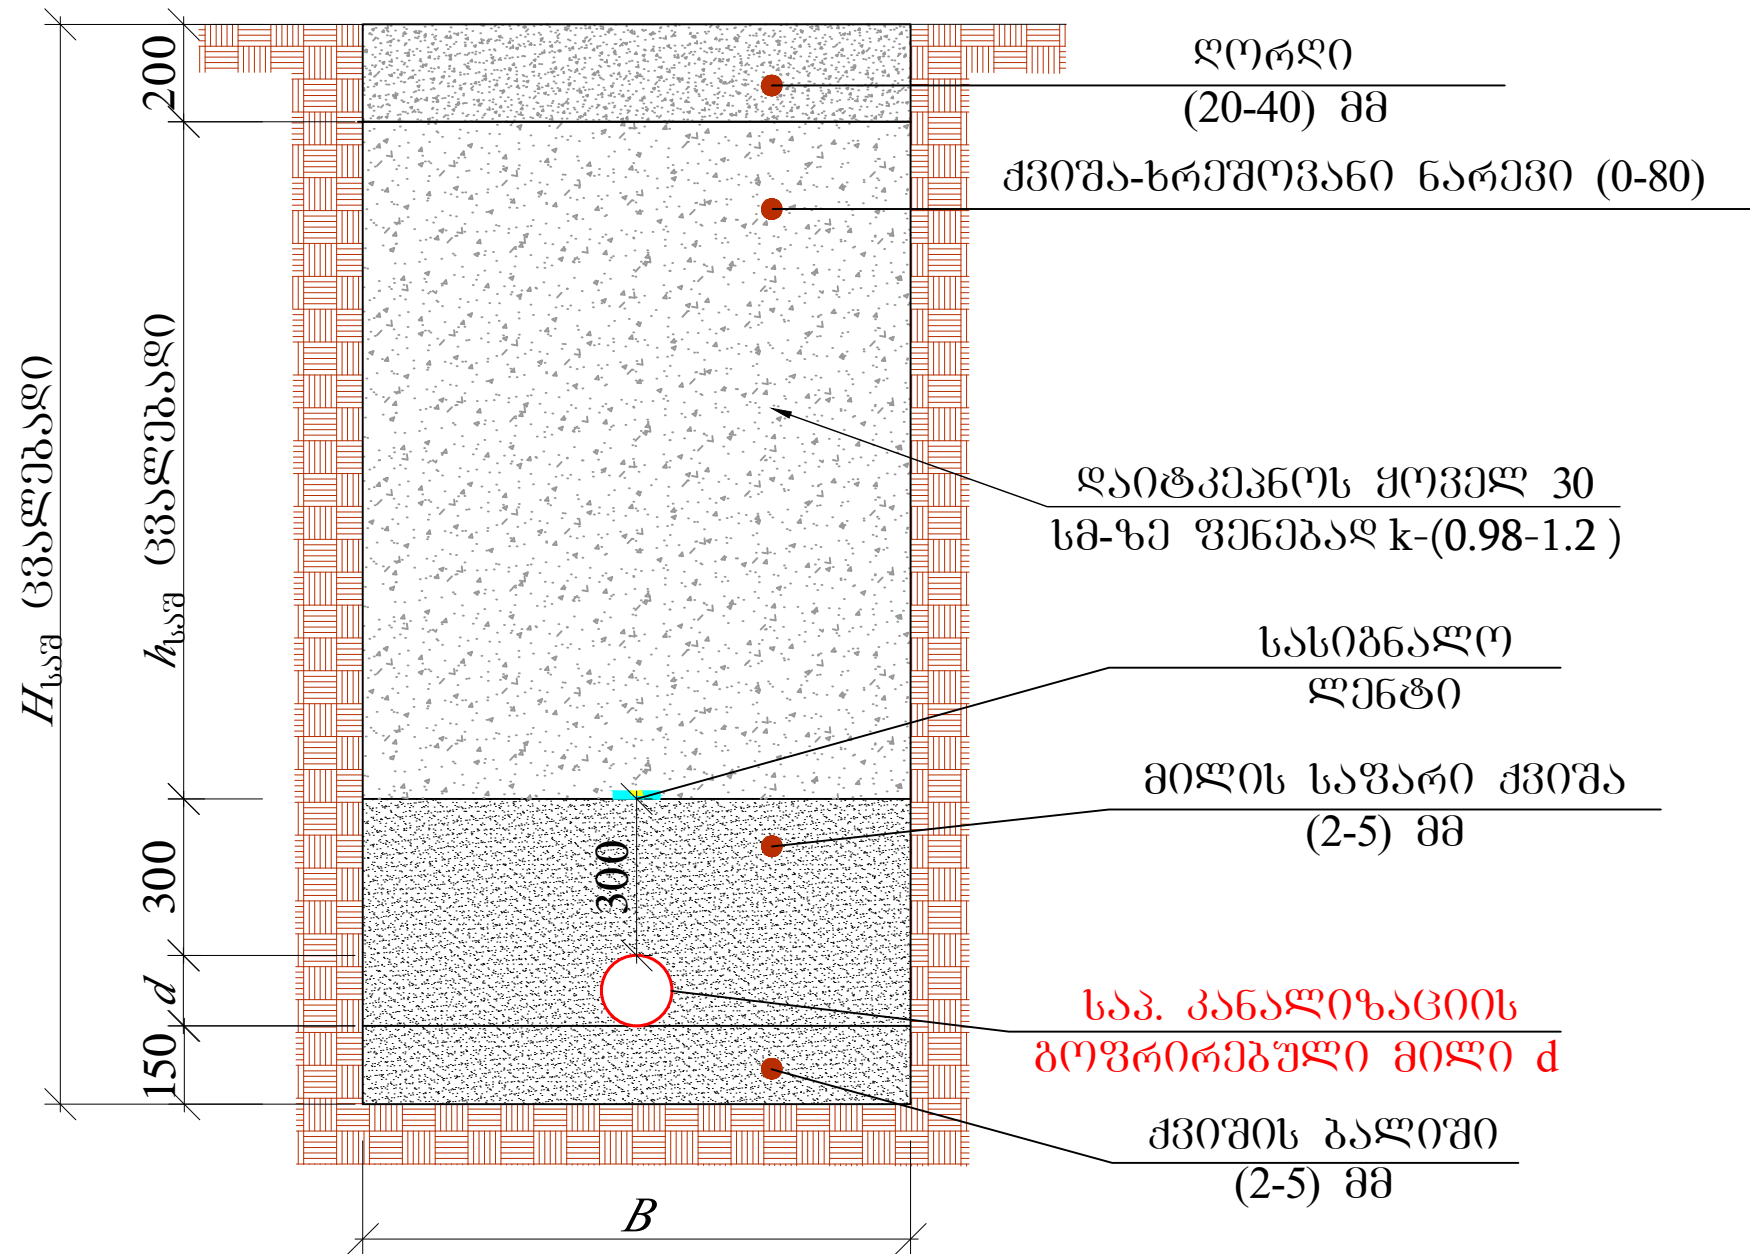 ღორღი
(20-40) მმ
ქვიშა-ხრეშოვანი ნარევი (0-80)
დაიტკეპნოს ყოველ 30
სმ-ზე ფენებად k-(0.98-1.2 )
სასიგნალო
ლენტი
მილის საფარი ქვიშა
(2-5) მმ
საპ. კანალიზაციის
გოფრირებული მილი d
ქვიშის ბალიში
(2-5) მმ
Hსაშ ცვალებადი
200
hსაშ ცვალებადი
300
d
150
300
B